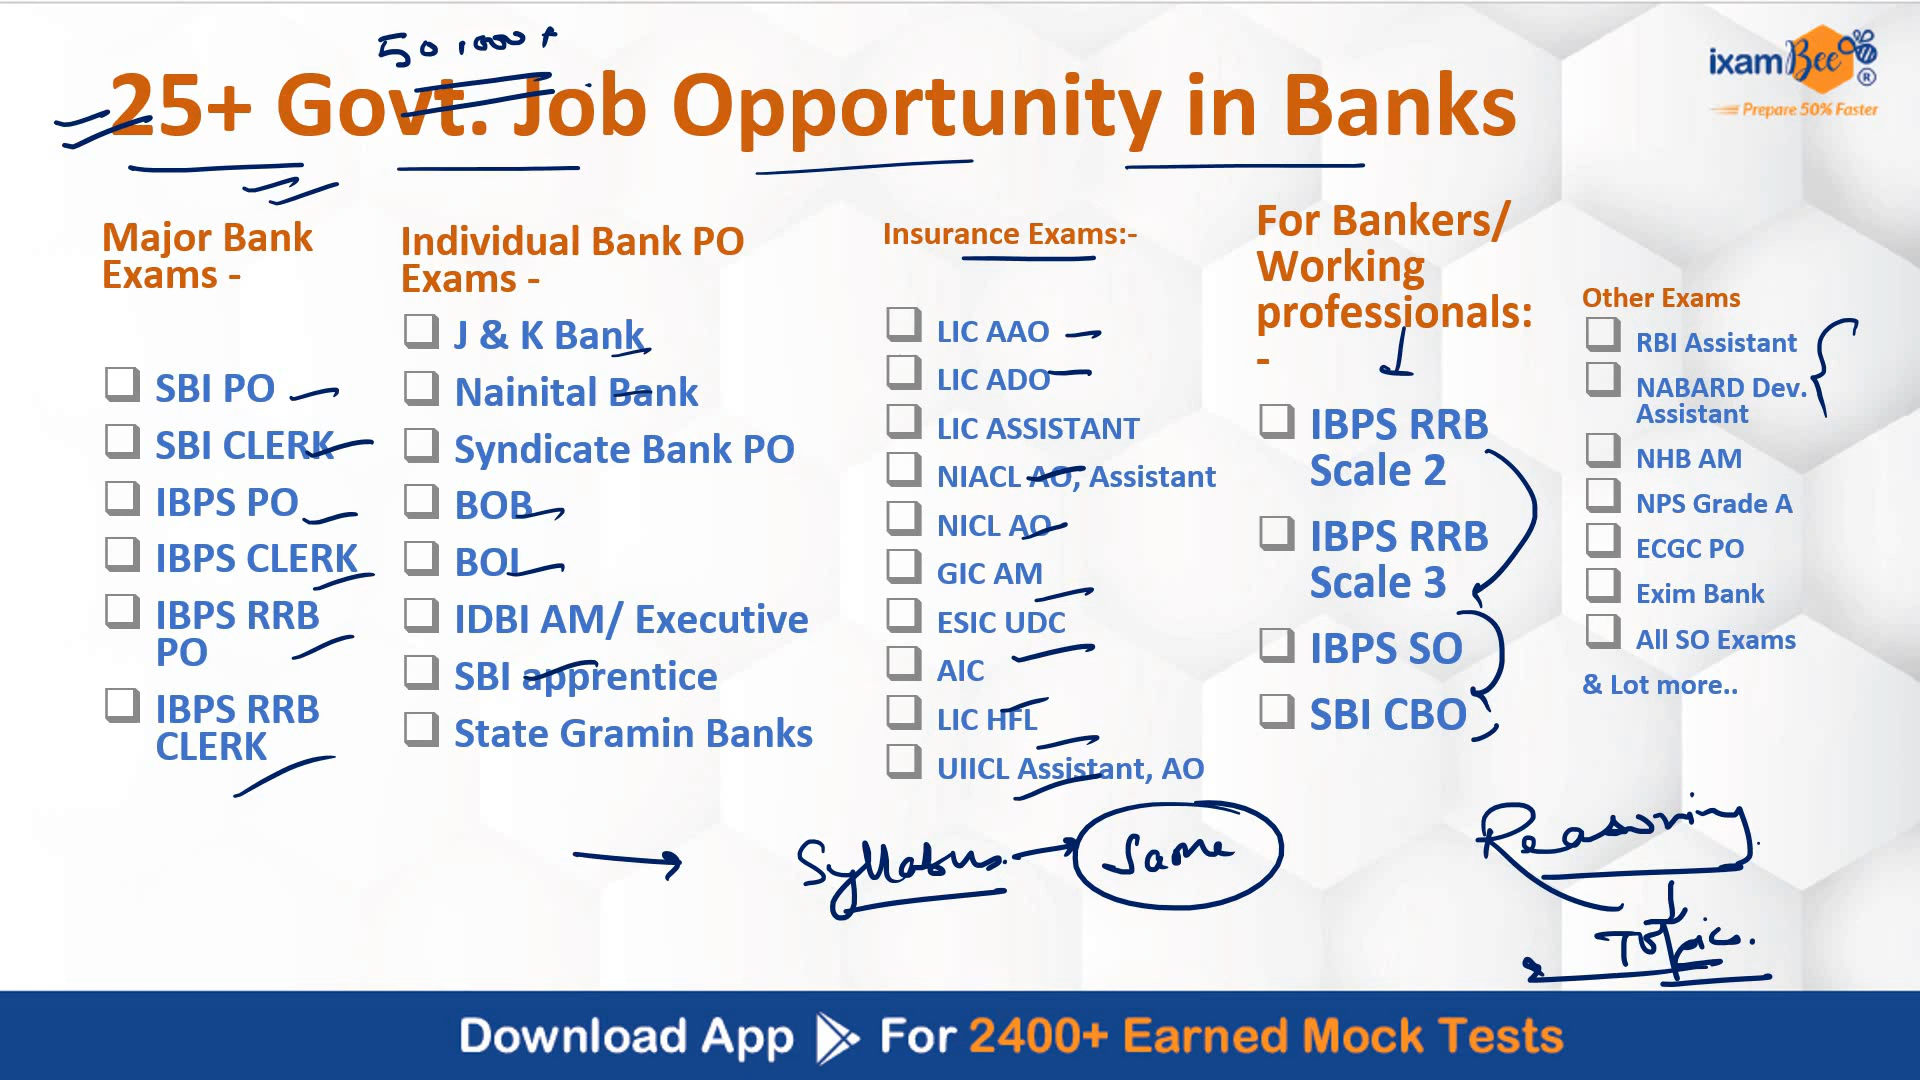 50,000+
25+ Govt. Job Opportunity in Banks
ixamBee
®
Prepare 50% Faster
Major Bank
Exams -
SBI PO
SBI CLERK
IBPS PO
IBPS CLERK
IBPS RRB
PO
IBPS RRB
CLERK
Individual Bank PO
Exams -
J & K Bank
Nainital Bank
Syndicate Bank PO
BOB
BOI
IDBI AM/ Executive
SBI apprentice
State Gramin Banks
Insurance Exams:-
LIC AAO
LIC ADO
LIC ASSISTANT
NIACL AO, Assistant
NICL AO
GIC AM
ESIC UDC
AIC
LIC HFL
UIICL Assistant, AO
For Bankers/
Working
professionals:
-
IBPS RRB
Scale 2
IBPS RRB
Scale 3
IBPS SO
SBI CBO
Other Exams
RBI Assistant
NABARD Dev.
Assistant
NHB AM
NPS Grade A
ECGC PO
Exim Bank
All SO Exams
& Lot more..
Syllabus
Same
Reasoning
Topics.
Download App For 2400+ Earned Mock Tests